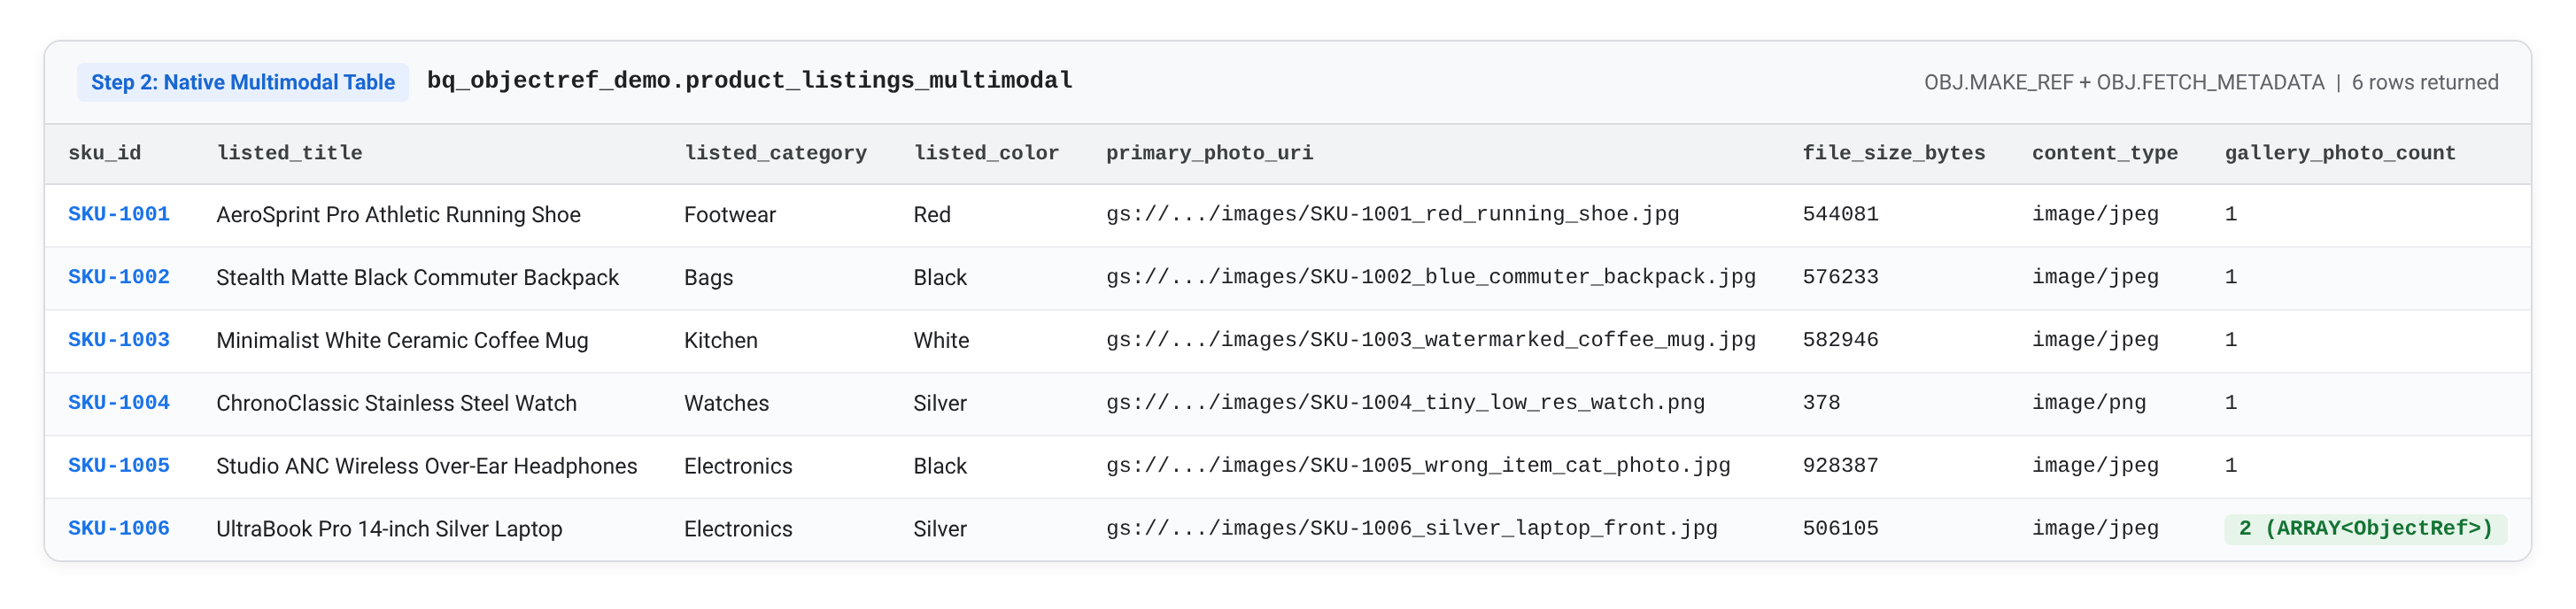 Step 2: Native Multimodal Table bq_objectref_demo.product_listings_multimodal OBJ.MAKE_REF + OBJ.FETCH_METADATA | 6 rows returned
sku_id listed_title listed_category listed_color primary_photo_uri file_size_bytes content_type gallery_photo_count
SKU-1001 AeroSprint Pro Athletic Running Shoe Footwear Red gs://.../images/SKU-1001_red_running_shoe.jpg 544081 image/jpeg 1
SKU-1002 Stealth Matte Black Commuter Backpack Bags Black gs://.../images/SKU-1002_blue_commuter_backpack.jpg 576233 image/jpeg 1
SKU-1003 Minimalist White Ceramic Coffee Mug Kitchen White gs://.../images/SKU-1003_watermarked_coffee_mug.jpg 582946 image/jpeg 1
SKU-1004 ChronoClassic Stainless Steel Watch Watches Silver gs://.../images/SKU-1004_tiny_low_res_watch.png 378 image/png 1
SKU-1005 Studio ANC Wireless Over-Ear Headphones Electronics Black gs://.../images/SKU-1005_wrong_item_cat_photo.jpg 928387 image/jpeg 1
SKU-1006 UltraBook Pro 14-inch Silver Laptop Electronics Silver gs://.../images/SKU-1006_silver_laptop_front.jpg 506105 image/jpeg 2 (ARRAY<ObjectRef>)